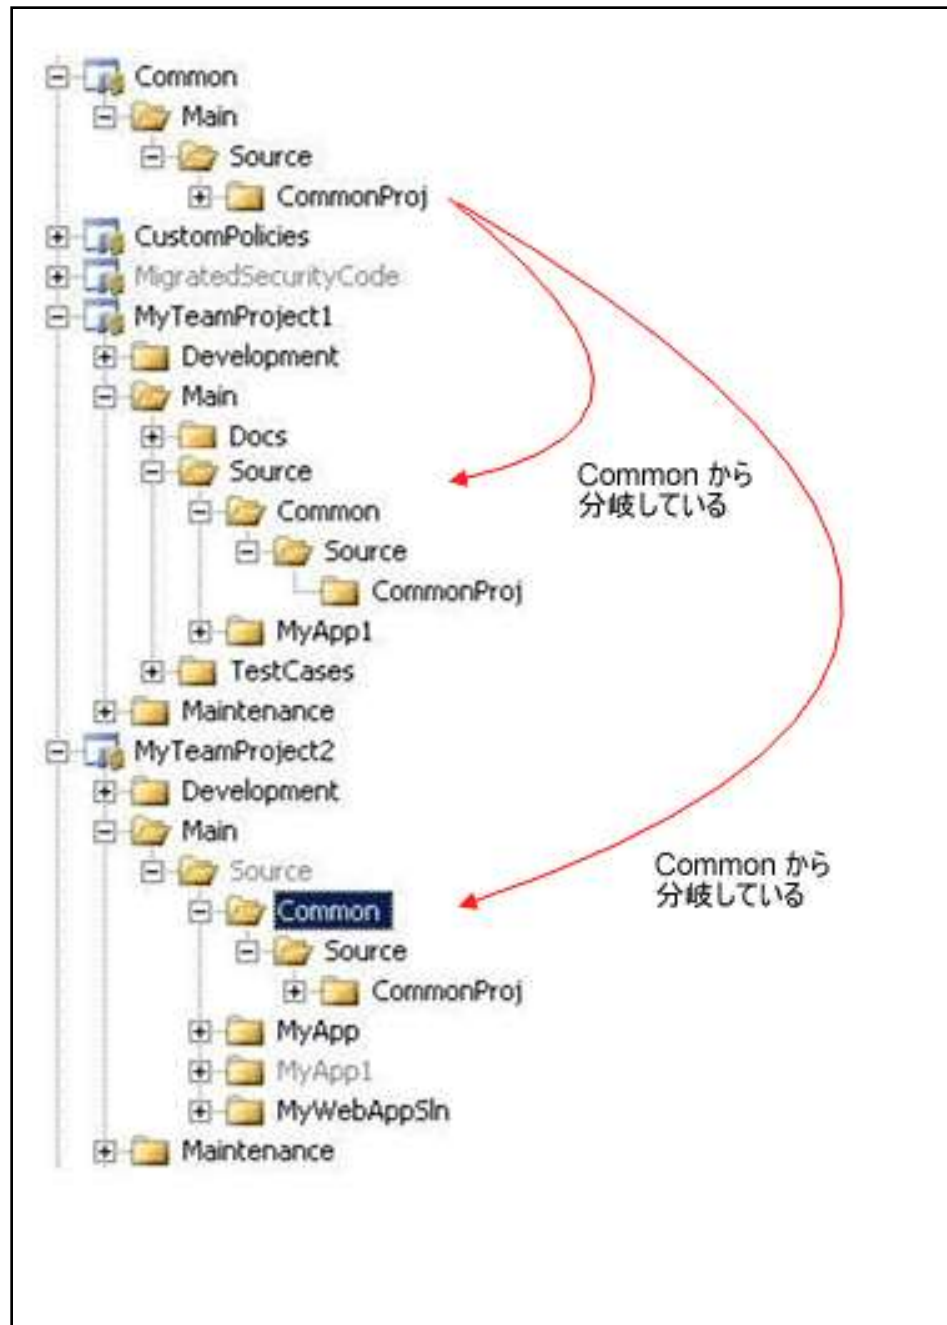 Common
Main
Source
CommonProj
CustomPolicies
MigratedSecurityCode
MyTeamProject1
Development
Main
Docs
Source
Common
Source
CommonProj
MyApp1
TestCases
Maintenance
Common から
分岐している
MyTeamProject2
Development
Main
Source
Common
Source
CommonProj
MyApp
MyApp1
MyWebAppSln
Maintenance
Common から
分岐している